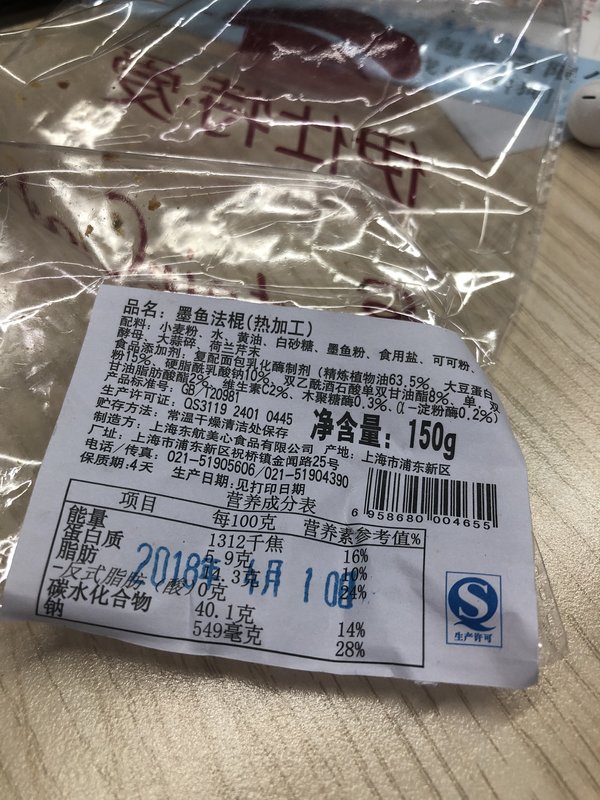 伊仕特爱
品名：墨鱼法棍(热加工)
配料：小麦粉、水、黄油、白砂糖、墨鱼粉、食用盐、可可粉、
酵母、大蒜碎、荷兰芹末
食品添加剂：复配面包乳化酶制剂（精炼植物油63.5%，大豆蛋白
粉15%，硬脂酰乳酸钠10%，双乙酰酒石酸单双甘油酯8%，单，双
甘油脂肪酸酯2%，维生素C2%，木聚糖酶0.3%，α-淀粉酶0.2%)
产品标准号：GB/T20981
生产许可证：QS3119 2401 0445
贮存方法：常温干燥清洁处保存
净含量：150g
制造方：上海东航美心食品有限公司 产地：上海市浦东新区
厂址：上海市浦东新区祝桥镇金闻路25号
电话/传真：021-51905606/021-51904390
保质期：4天 生产日期：见打印日期
6 958680 004655
营养成分表
项目 每100克 营养素参考值%
能量 1312千焦 16%
蛋白质 5.9克 10%
脂肪 14.3克 24%
-反式脂肪（酸） 0克
碳水化合物 40.1克 14%
钠 549毫克 28%
2018年 4月 10日
QS
生产许可